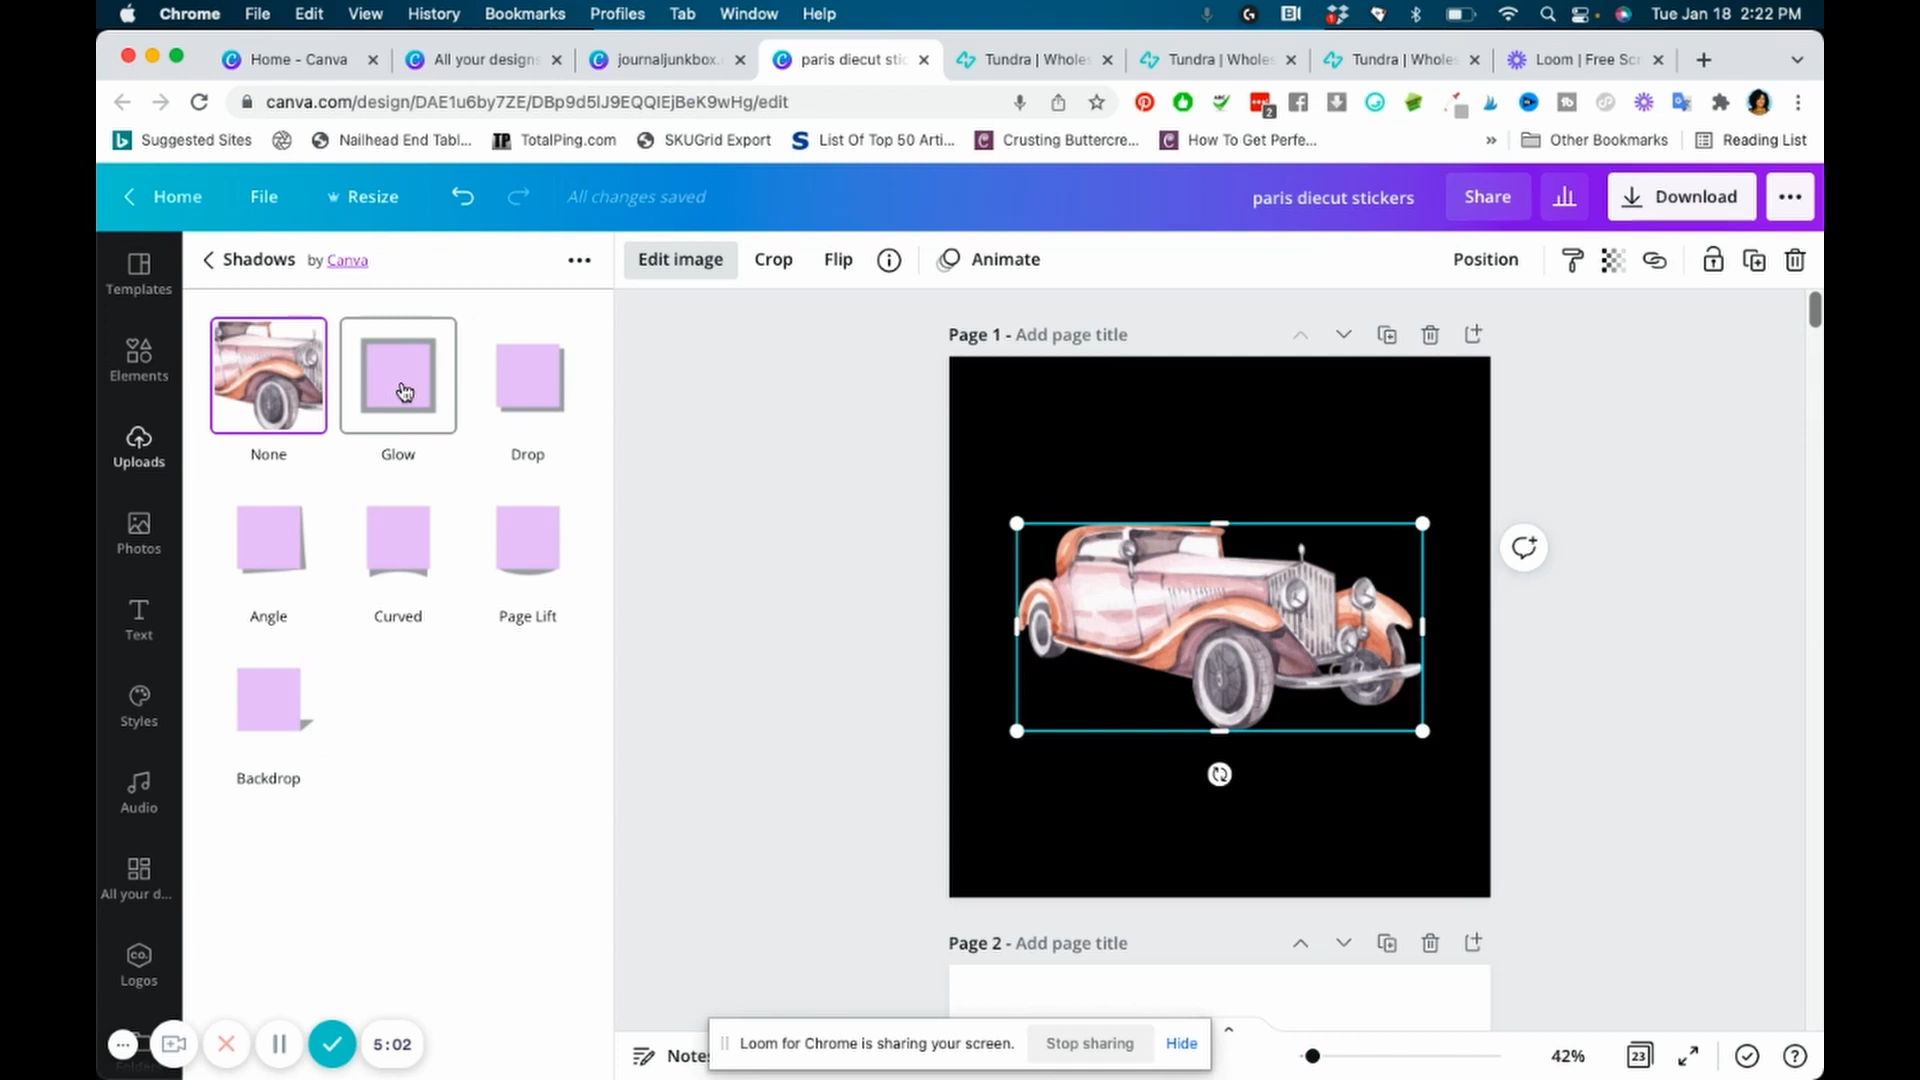 Chrome File Edit View History Bookmarks Profiles Tab Window Help Tue Jan 18 2:22 PM
Home - Canva All your designs journaljunkbox. paris diecut sti Tundra | Whole Tundra | Wholes Tundra | Wholes Loom | Free Scr
canva.com/design/DAE1u6by7ZE/DBp9d5lJ9EQQIEjBeK9wHg/edit
Suggested Sites Nailhead End Tabl... TP TotalPing.com SKUGrid Export List Of Top 50 Arti... Crusting Buttercre... How To Get Perfe... » Other Bookmarks Reading List
Home File Resize All changes saved paris diecut stickers Share Download
Shadows by Canva Edit image Crop Flip Animate Position
Templates
Elements
Uploads
Photos
Text
Styles
Audio
All your d...
CO.
Logos
None Glow Drop
Angle Curved Page Lift
Backdrop
Page 1 - Add page title
Page 2 - Add page title
5:02
Notes
Loom for Chrome is sharing your screen. Stop sharing Hide
42% 23